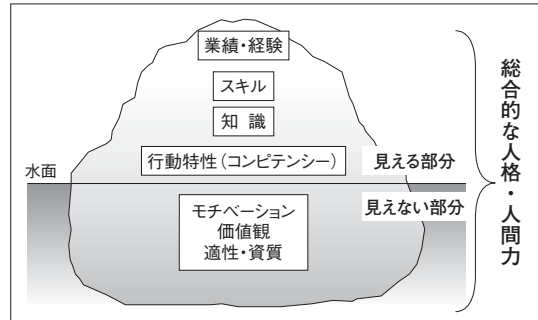 業績・経験
スキル
知 識
行動特性（コンピテンシー）
見える部分
水面
見えない部分
モチベーション
価値観
適性・資質
総合的な人格・人間力